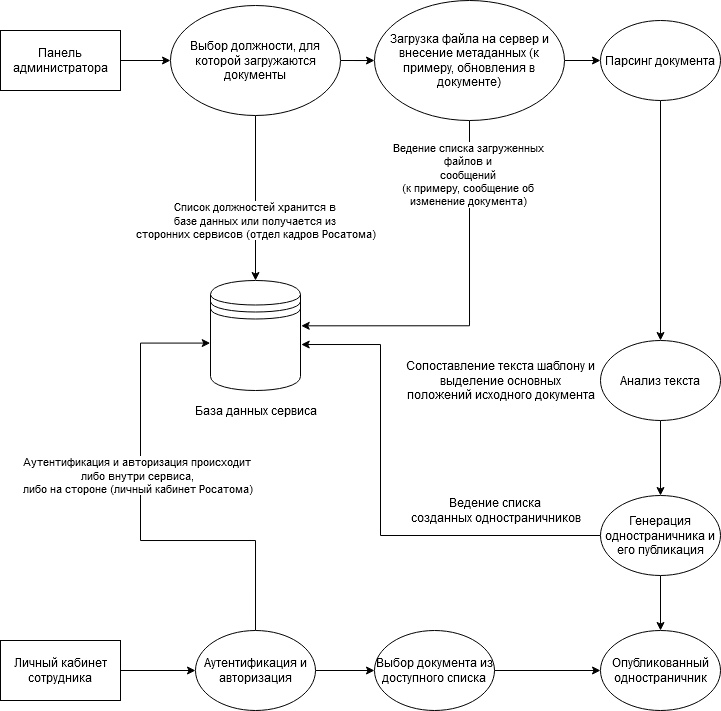 Панель
администратора
Выбор должности, для
которой загружаются
документы
Загрузка файла на сервер и
внесение метаданных (к
примеру, обновления в
документе)
Парсинг документа
Ведение списка загруженных
файлов и
сообщений
(к примеру, сообщение об
изменение документа)
Список должностей хранится в
базе данных или получается из
сторонних сервисов (отдел кадров Росатома)
Сопоставление текста шаблону и
выделение основных
положений исходного документа
Анализ текста
База данных сервиса
Аутентификация и авторизация происходит
либо внутри сервиса,
либо на стороне (личный кабинет Росатома)
Ведение списка
созданных одностраничников
Генерация
одностраничника и
его публикация
Личный кабинет
сотрудника
Аутентификация и
авторизация
Выбор документа из
доступного списка
Опубликованный
одностраничник